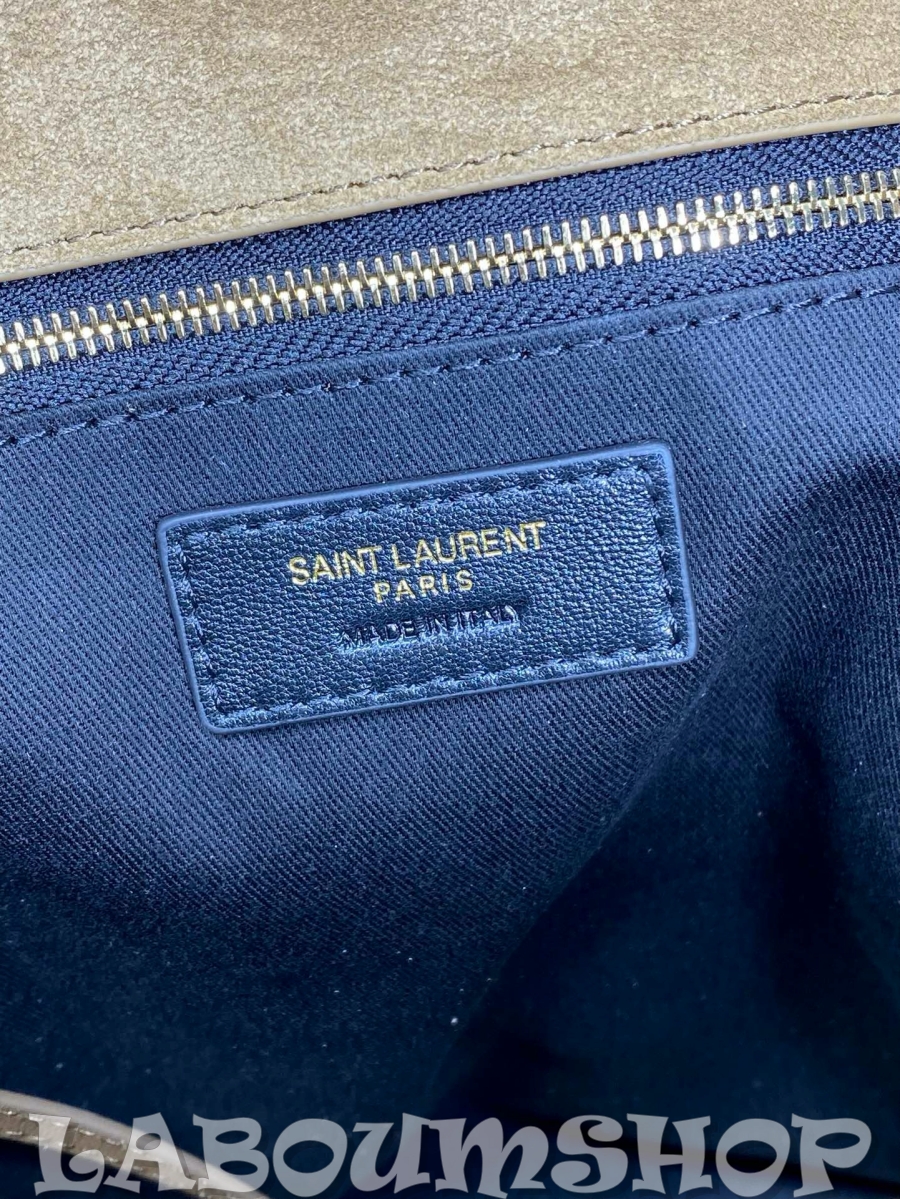 SAINT LAURENT
PARIS
MADE IN ITALY
LABOUMSHOP